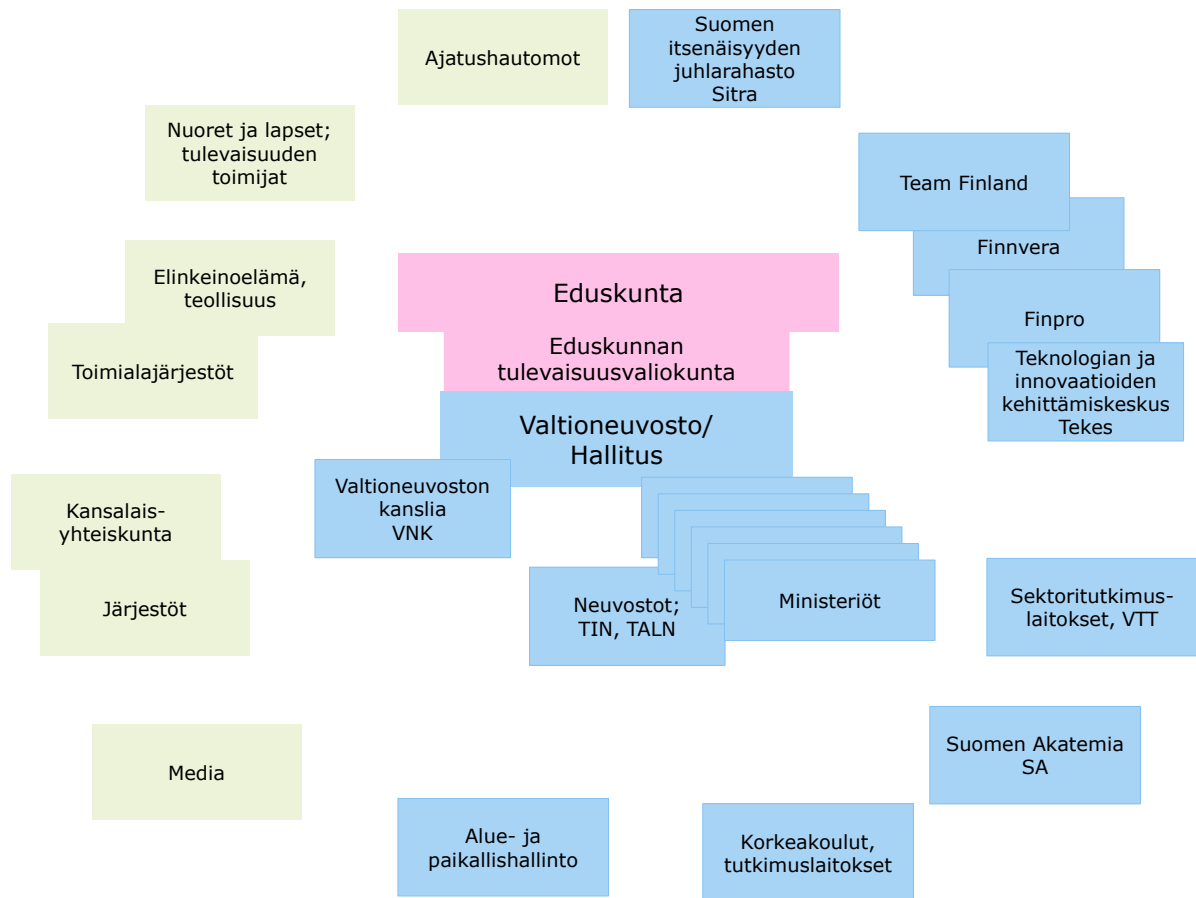 Ajatushautomot
Suomen
itsenäisyyden
juhlarahasto
Sitra
Nuoret ja lapset;
tulevaisuuden
toimijat
Team Finland
Finnvera
Finpro
Teknologian ja
innovaatioiden
kehittämiskeskus
Tekes
Elinkeinoelämä,
teollisuus
Toimialajärjestöt
Eduskunta
Eduskunnan
tulevaisuusvaliokunta
Valtioneuvosto/
Hallitus
Valtioneuvoston
kanslia
VNK
Kansalais-
yhteiskunta
Järjestöt
Neuvostot;
TIN, TALN
Ministeriöt
Sektoritutkimus-
laitokset, VTT
Media
Suomen Akatemia
SA
Alue- ja
paikallishallinto
Korkeakoulut,
tutkimuslaitokset